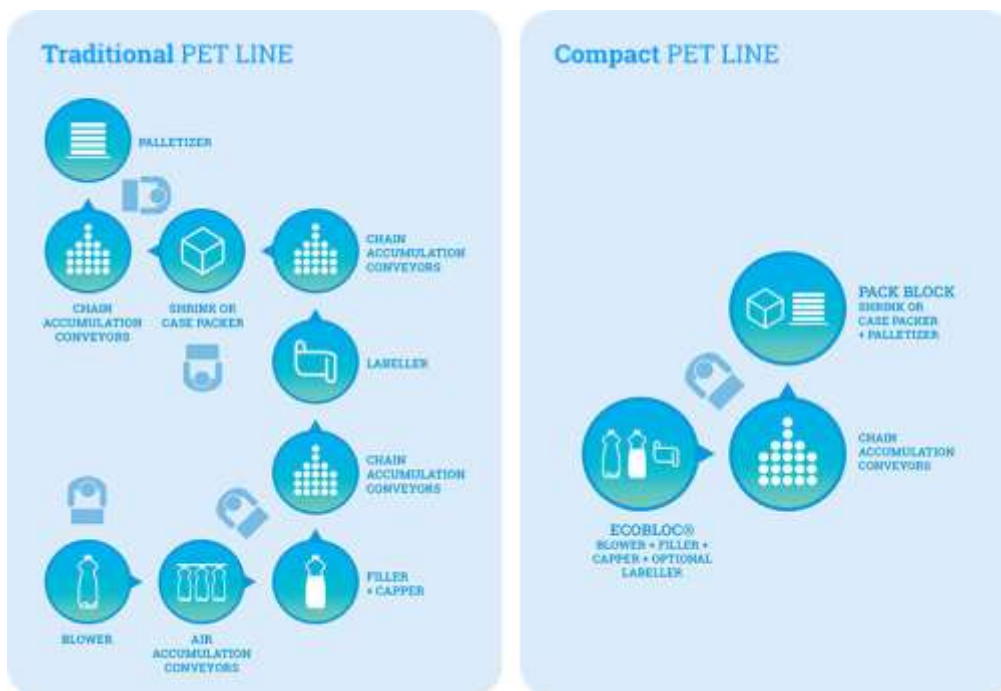 Traditional PET LINE
PALLETIZER
CHAIN
ACCUMULATION
CONVEYORS
SHRINK OR
CASE PACKER
CHAIN
ACCUMULATION
CONVEYORS
LABELLER
CHAIN
ACCUMULATION
CONVEYORS
FILLER
+ CAPPER
BLOWER
AIR
ACCUMULATION
CONVEYORS
Compact PET LINE
PACK BLOCK
SHRINK OR
CASE PACKER
+ PALLETIZER
CHAIN
ACCUMULATION
CONVEYORS
ECOBLOC®
BLOWER + FILLER +
CAPPER + OPTIONAL
LABELLER